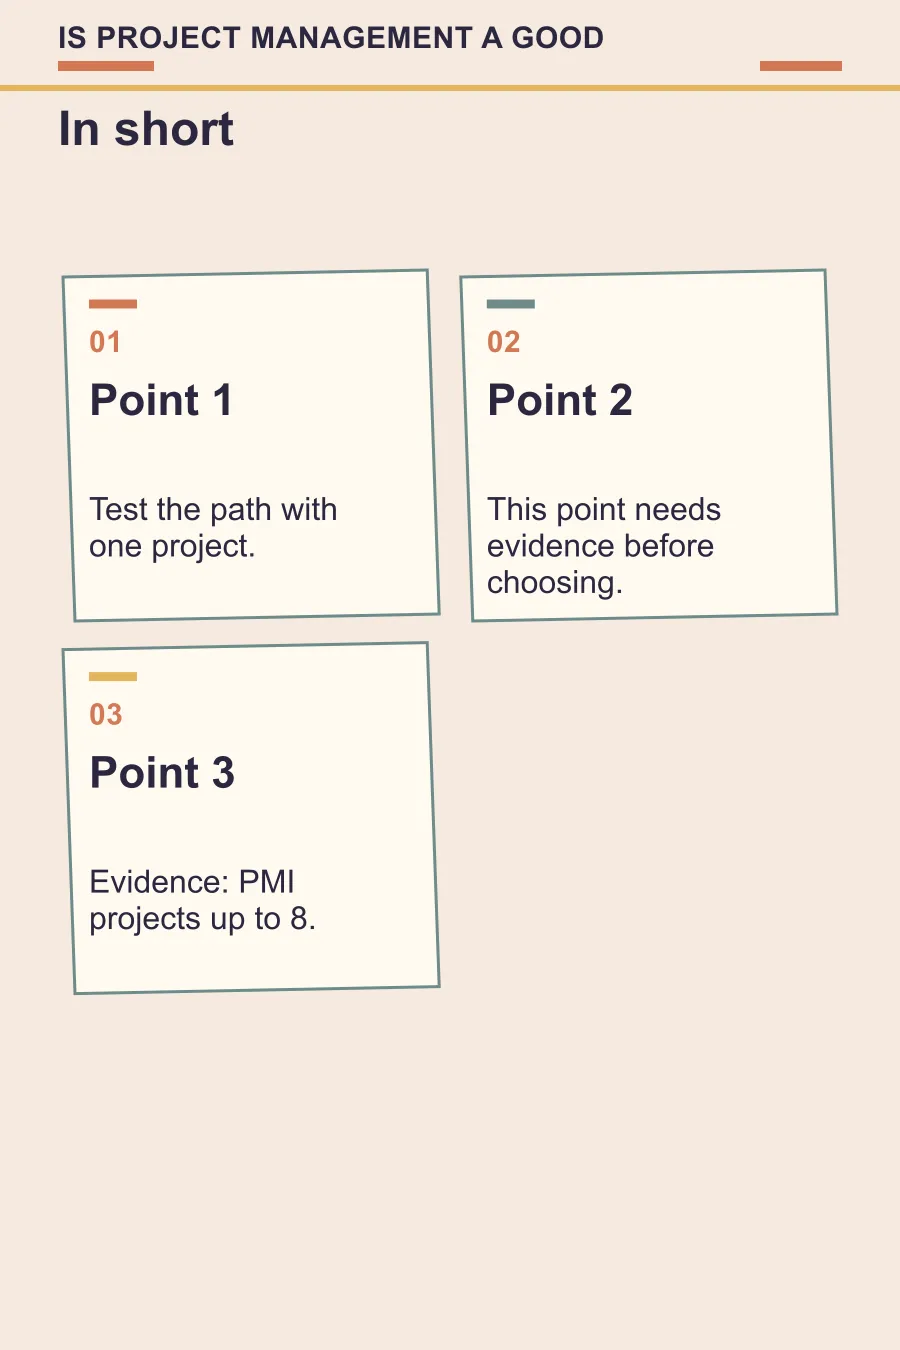 IS PROJECT MANAGEMENT A GOOD
In short
01
Point 1
Test the path with
one project.
02
Point 2
This point needs
evidence before
choosing.
03
Point 3
Evidence: PMI
projects up to 8.